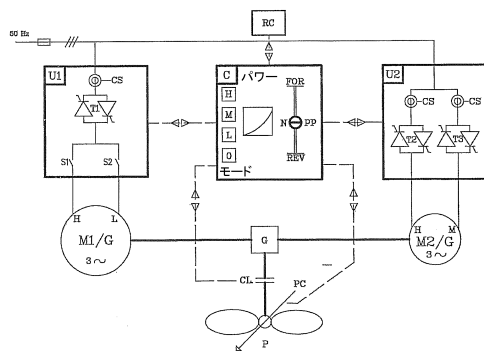 RC
50 Hz
U1
CS
T1
S1
S2
H
L
M1/G
3～
C
パワー
H
M
L
0
モード
FOR
N
PP
REV
U2
CS
CS
T2
T3
H
M
M2/G
3～
G
CL
PC
P